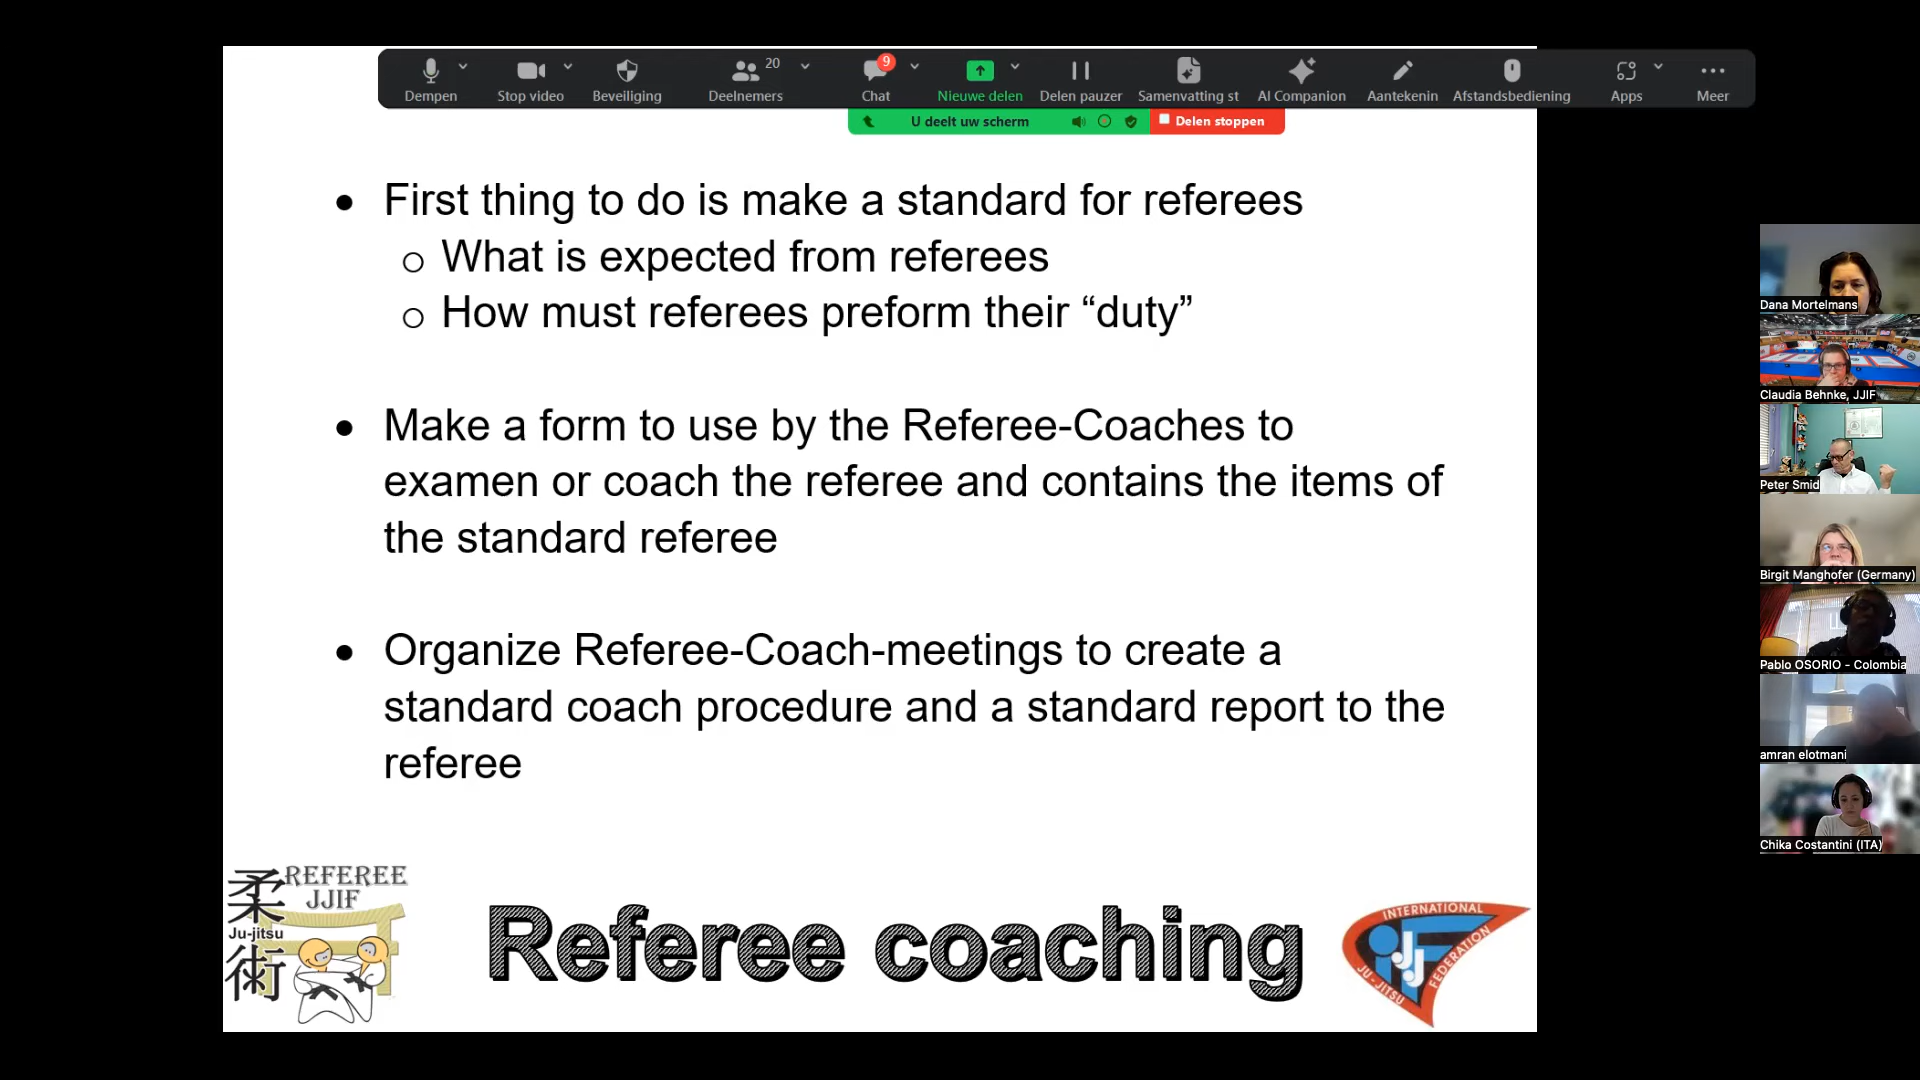 20
9
Dempen
Stop video
Beveiliging
Deelnemers
Chat
Nieuwe delen
Delen pauzer
Samenvatting st
AI Companion
Aantekenin
Afstandsbediening
Apps
Meer
U deelt uw scherm
Delen stoppen
• First thing to do is make a standard for referees
o What is expected from referees
o How must referees preform their “duty”
• Make a form to use by the Referee-Coaches to
examen or coach the referee and contains the items of
the standard referee
• Organize Referee-Coach-meetings to create a
standard coach procedure and a standard report to the
referee
REFEREE
JJIF
柔
Ju-jitsu
術
Referee coaching
INTERNATIONAL
JJIF
JU-JITSU
FEDERATION
Dana Mortelmans
Claudia Behnke, JJIF
Peter Smid
Birgit Manghofer (Germany)
Pablo OSORIO - Colombia
amran elotmani
Chika Costantini (ITA)